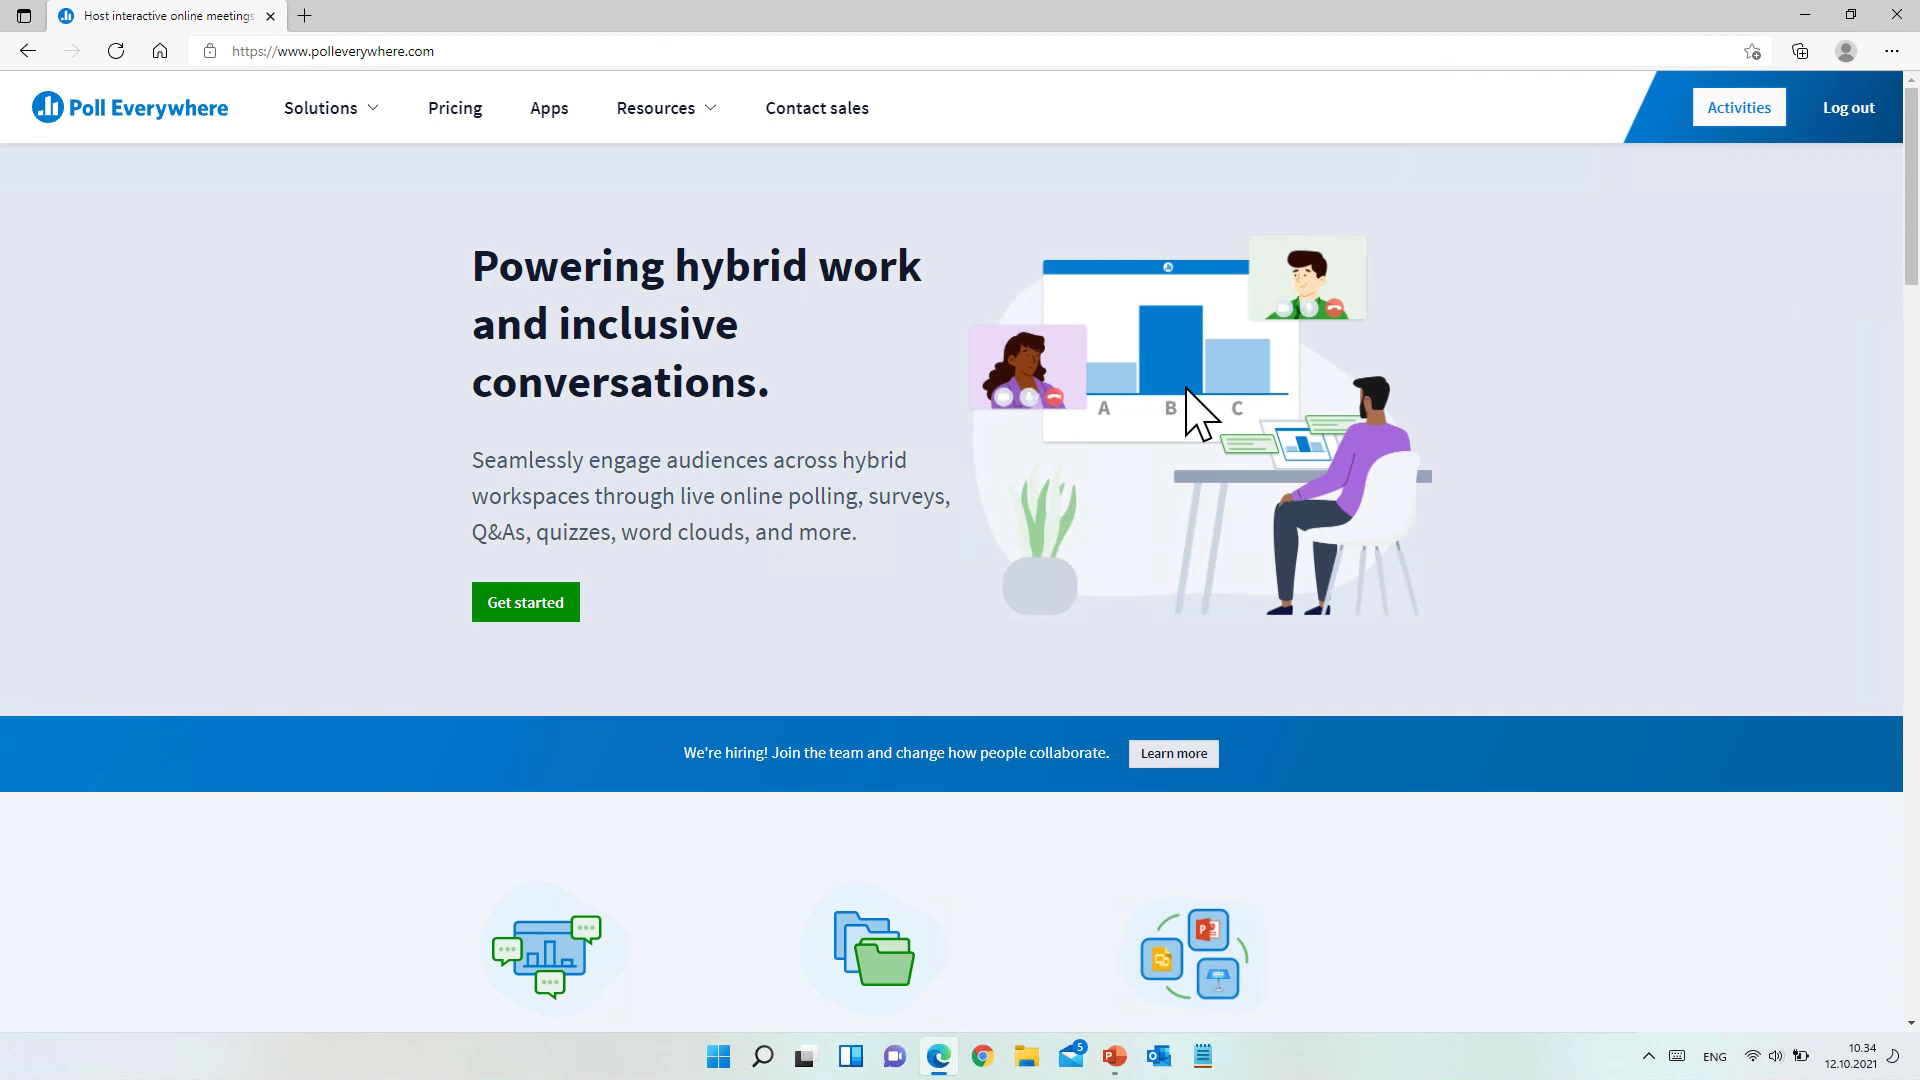 Host interactive online meetings
https://www.polleverywhere.com
Poll Everywhere
Solutions
Pricing
Apps
Resources
Contact sales
Activities
Log out
Powering hybrid work
and inclusive
conversations.
A B C
Seamlessly engage audiences across hybrid
workspaces through live online polling, surveys,
Q&As, quizzes, word clouds, and more.
Get started
We're hiring! Join the team and change how people collaborate.
Learn more
P
5
ENG
10.34
12.10.2021